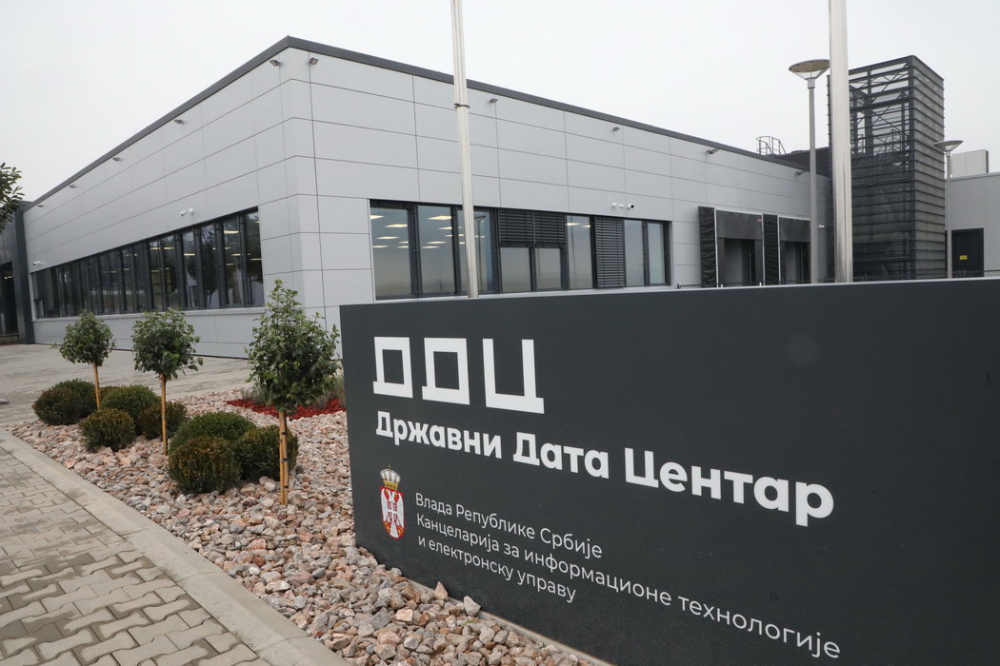 ДДЦ
Државни Дата Центар
Влада Републике Србије
Канцеларија за информационе технологије
и електронску управу